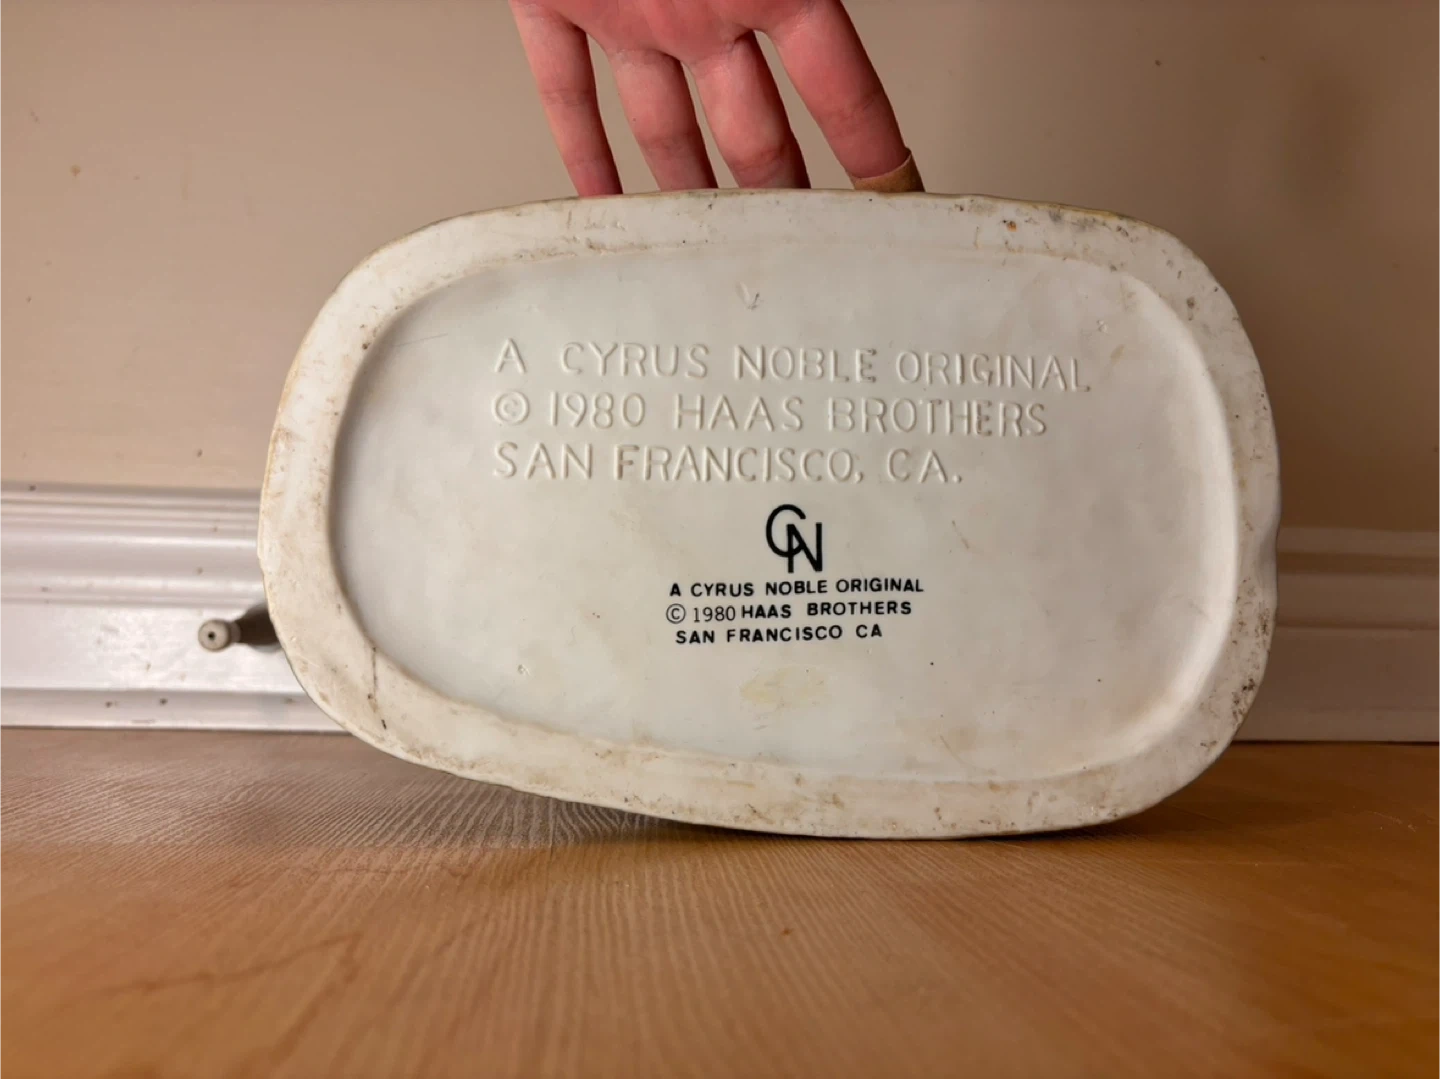 A CYRUS NOBLE ORIGINAL
© 1980 HAAS BROTHERS
SAN FRANCISCO, CA.
CN
A CYRUS NOBLE ORIGINAL
© 1980 HAAS BROTHERS
SAN FRANCISCO CA